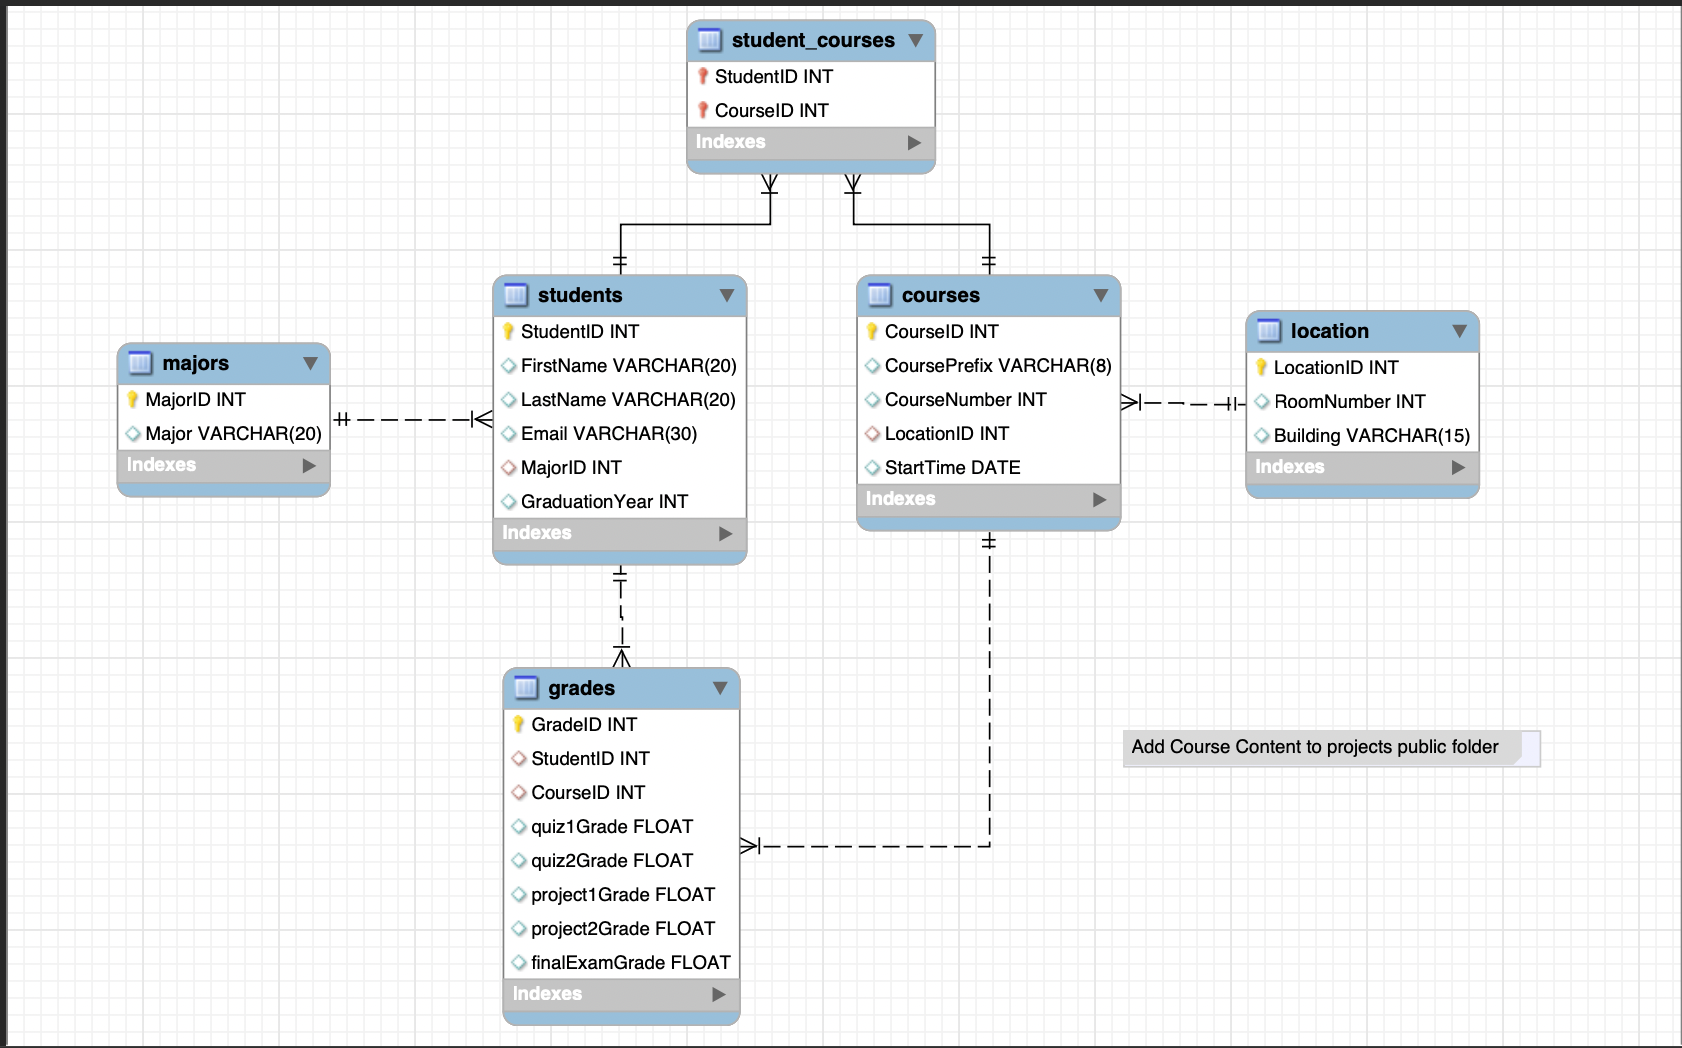 student_courses
StudentID INT
CourseID INT
Indexes
students
StudentID INT
FirstName VARCHAR(20)
LastName VARCHAR(20)
Email VARCHAR(30)
MajorID INT
GraduationYear INT
Indexes
courses
CourseID INT
CoursePrefix VARCHAR(8)
CourseNumber INT
LocationID INT
StartTime DATE
Indexes
location
LocationID INT
RoomNumber INT
Building VARCHAR(15)
Indexes
majors
MajorID INT
Major VARCHAR(20)
Indexes
grades
GradeID INT
StudentID INT
CourseID INT
quiz1Grade FLOAT
quiz2Grade FLOAT
project1Grade FLOAT
project2Grade FLOAT
finalExamGrade FLOAT
Indexes
Add Course Content to projects public folder